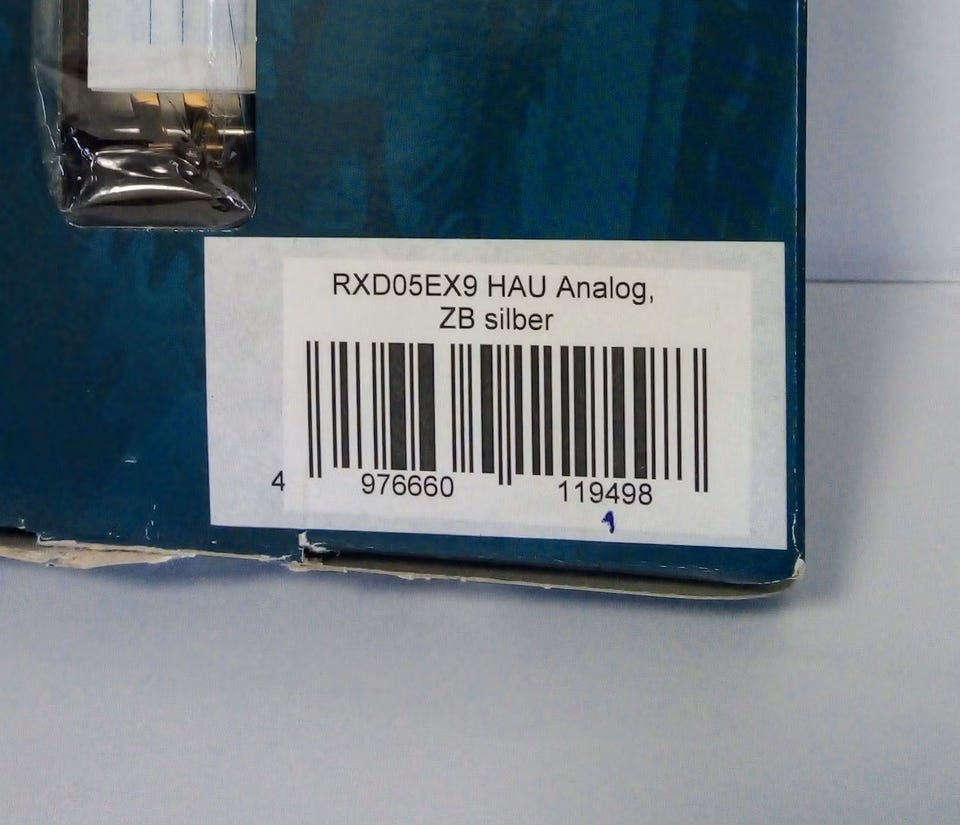 RXD05EX9 HAU Analog,
ZB silber
4 976660 119498
1